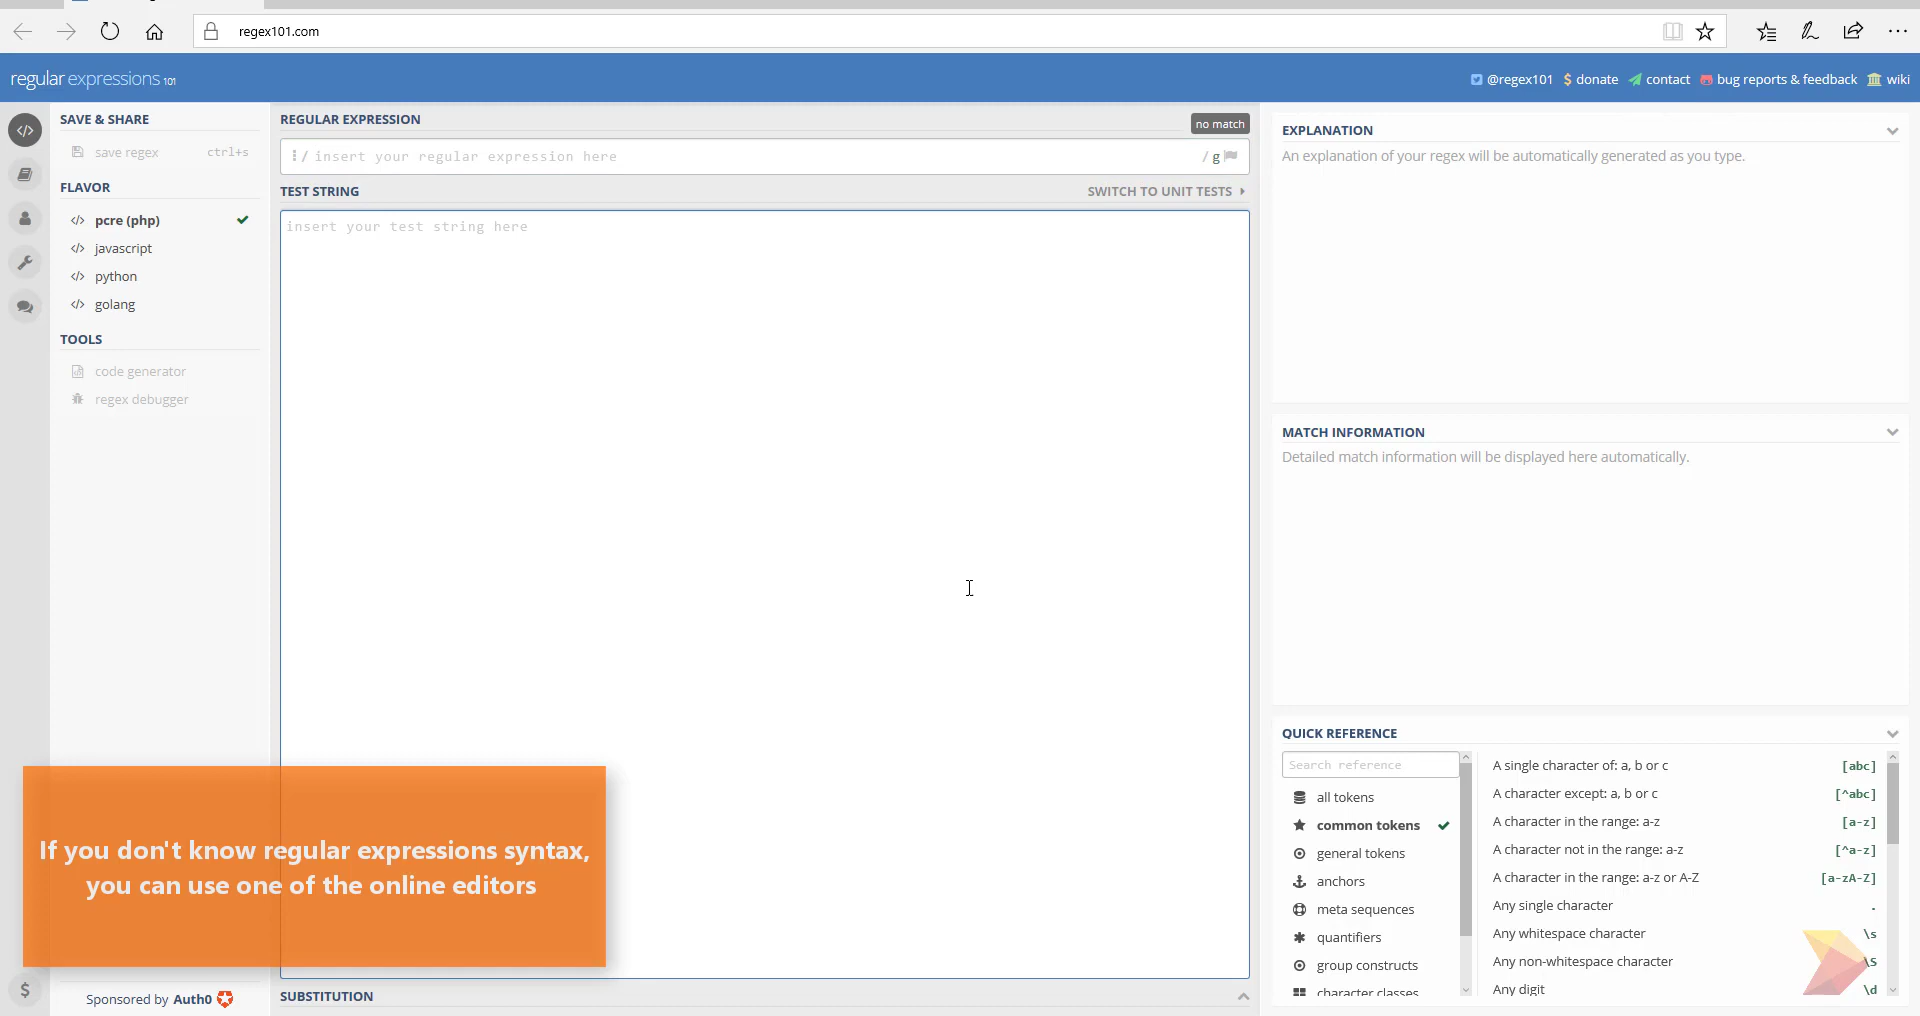 regex101.com
regular expressions 101
@regex101
donate
contact
bug reports & feedback
wiki
SAVE & SHARE
save regex ctrl+s
FLAVOR
pcre (php)
javascript
python
golang
TOOLS
code generator
regex debugger
Sponsored by Auth0
REGULAR EXPRESSION
no match
/ insert your regular expression here / g
TEST STRING
SWITCH TO UNIT TESTS
insert your test string here
If you don't know regular expressions syntax,
you can use one of the online editors
SUBSTITUTION
EXPLANATION
An explanation of your regex will be automatically generated as you type.
MATCH INFORMATION
Detailed match information will be displayed here automatically.
QUICK REFERENCE
Search reference
all tokens
common tokens
general tokens
anchors
meta sequences
quantifiers
group constructs
character classes
A single character of: a, b or c [abc]
A character except: a, b or c [^abc]
A character in the range: a-z [a-z]
A character not in the range: a-z [^a-z]
A character in the range: a-z or A-Z [a-zA-Z]
Any single character .
Any whitespace character \s
Any non-whitespace character \S
Any digit \d